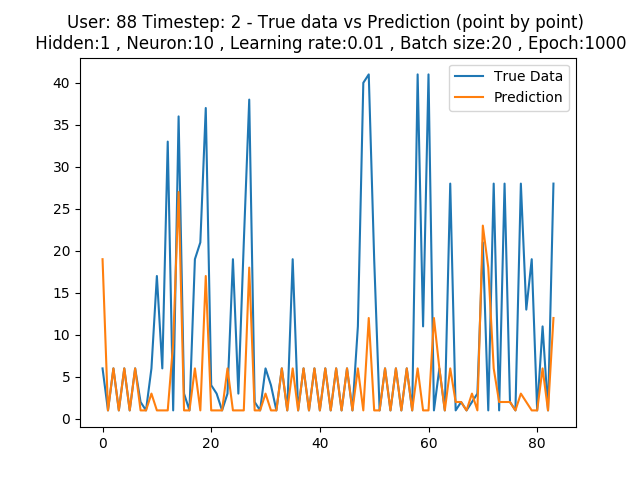 User: 88 Timestep: 2 - True data vs Prediction (point by point)
Hidden:1 , Neuron:10 , Learning rate:0.01 , Batch size:20 , Epoch:1000
True Data
Prediction
40
35
30
25
20
15
10
5
0
0 20 40 60 80